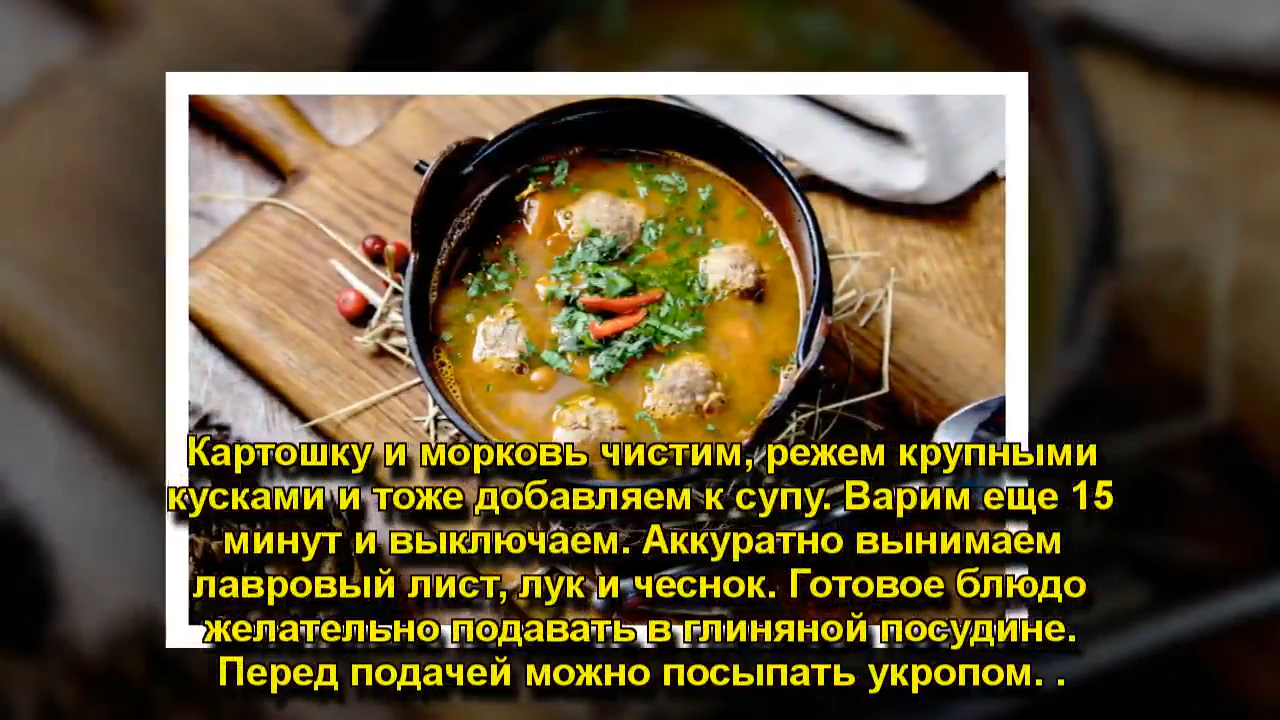 Картошку и морковь чистим, режем крупными
кусками и тоже добавляем к супу. Варим еще 15
минут и выключаем. Аккуратно вынимаем
лавровый лист, лук и чеснок. Готовое блюдо
желательно подавать в глиняной посудине.
Перед подачей можно посыпать укропом. .